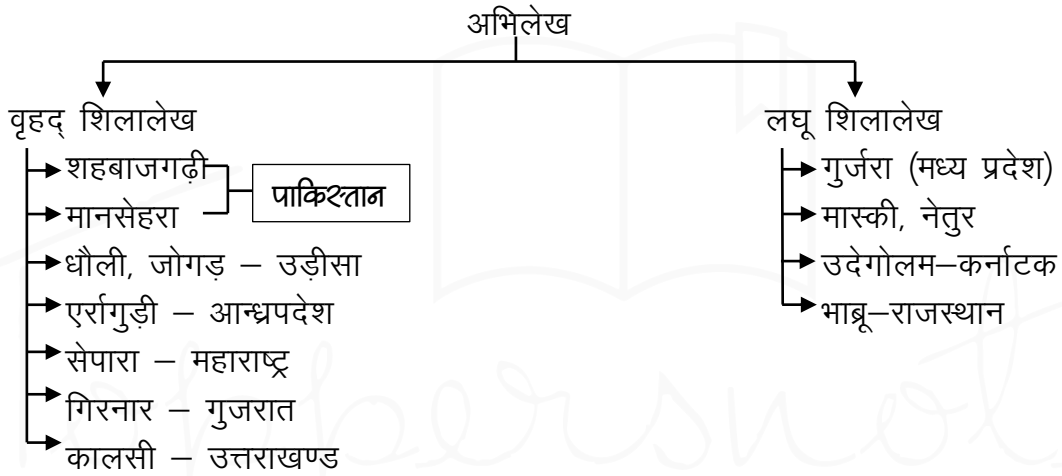 अभिलेख
वृहद् शिलालेख
शहबाजगढ़ी
मानसेहरा
पाकिस्तान
धौली, जोगड़ – उड़ीसा
एर्रागुड़ी – आन्ध्रपदेश
सेपारा – महाराष्ट्र
गिरनार – गुजरात
कालसी – उत्तराखण्ड
लघू शिलालेख
गुर्जरा (मध्य प्रदेश)
मास्की, नेतुर
उदेगोलम–कर्नाटक
भाब्रू–राजस्थान